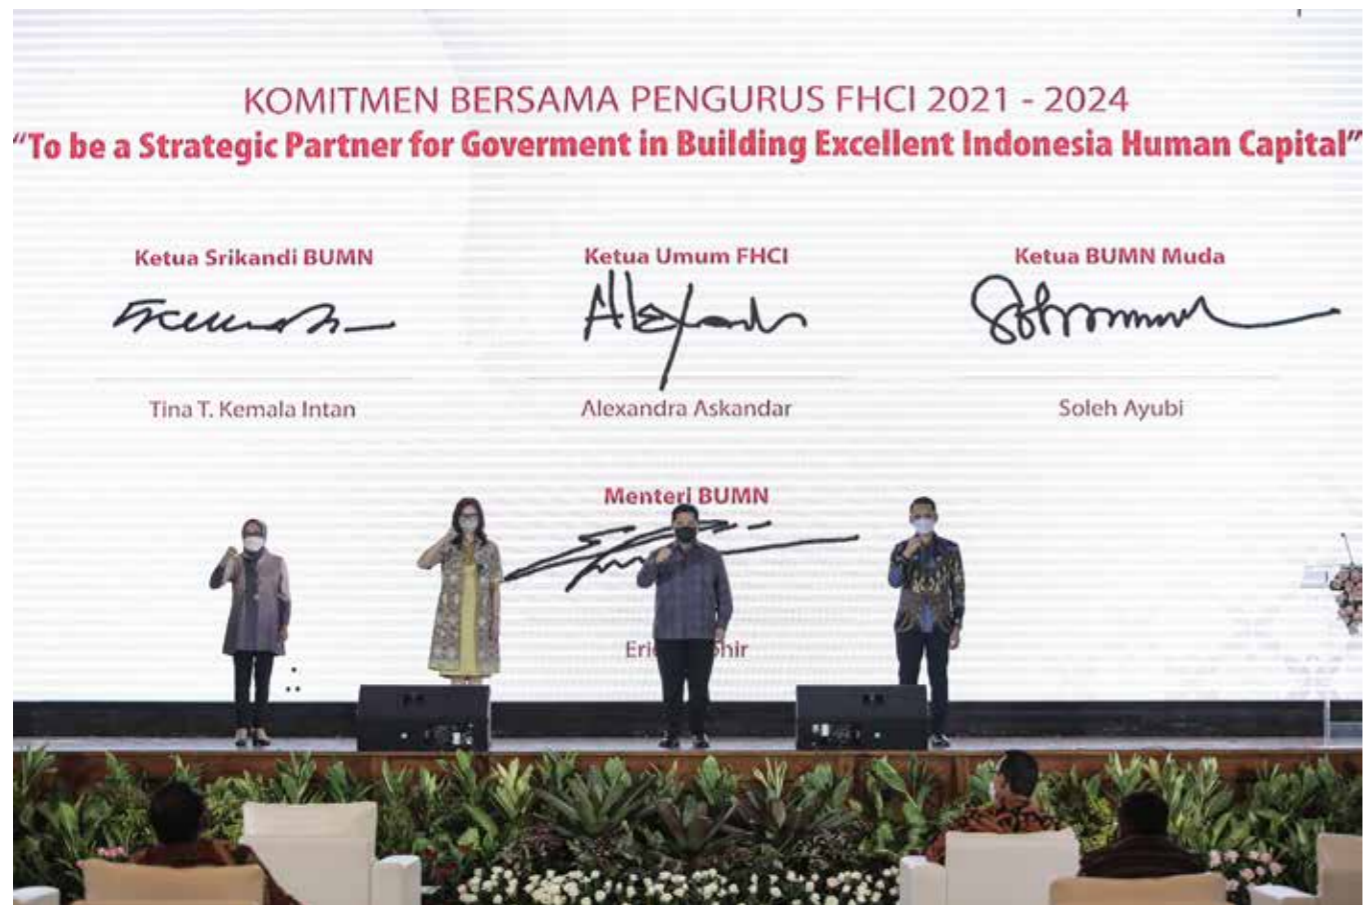 KOMITMEN BERSAMA PENGURUS FHCI 2021 - 2024
“To be a Strategic Partner for Goverment in Building Excellent Indonesia Human Capital”
Ketua Srikandi BUMN
Ketua Umum FHCI
Ketua BUMN Muda
Tina T. Kemala Intan
Alexandra Askandar
Soleh Ayubi
Menteri BUMN